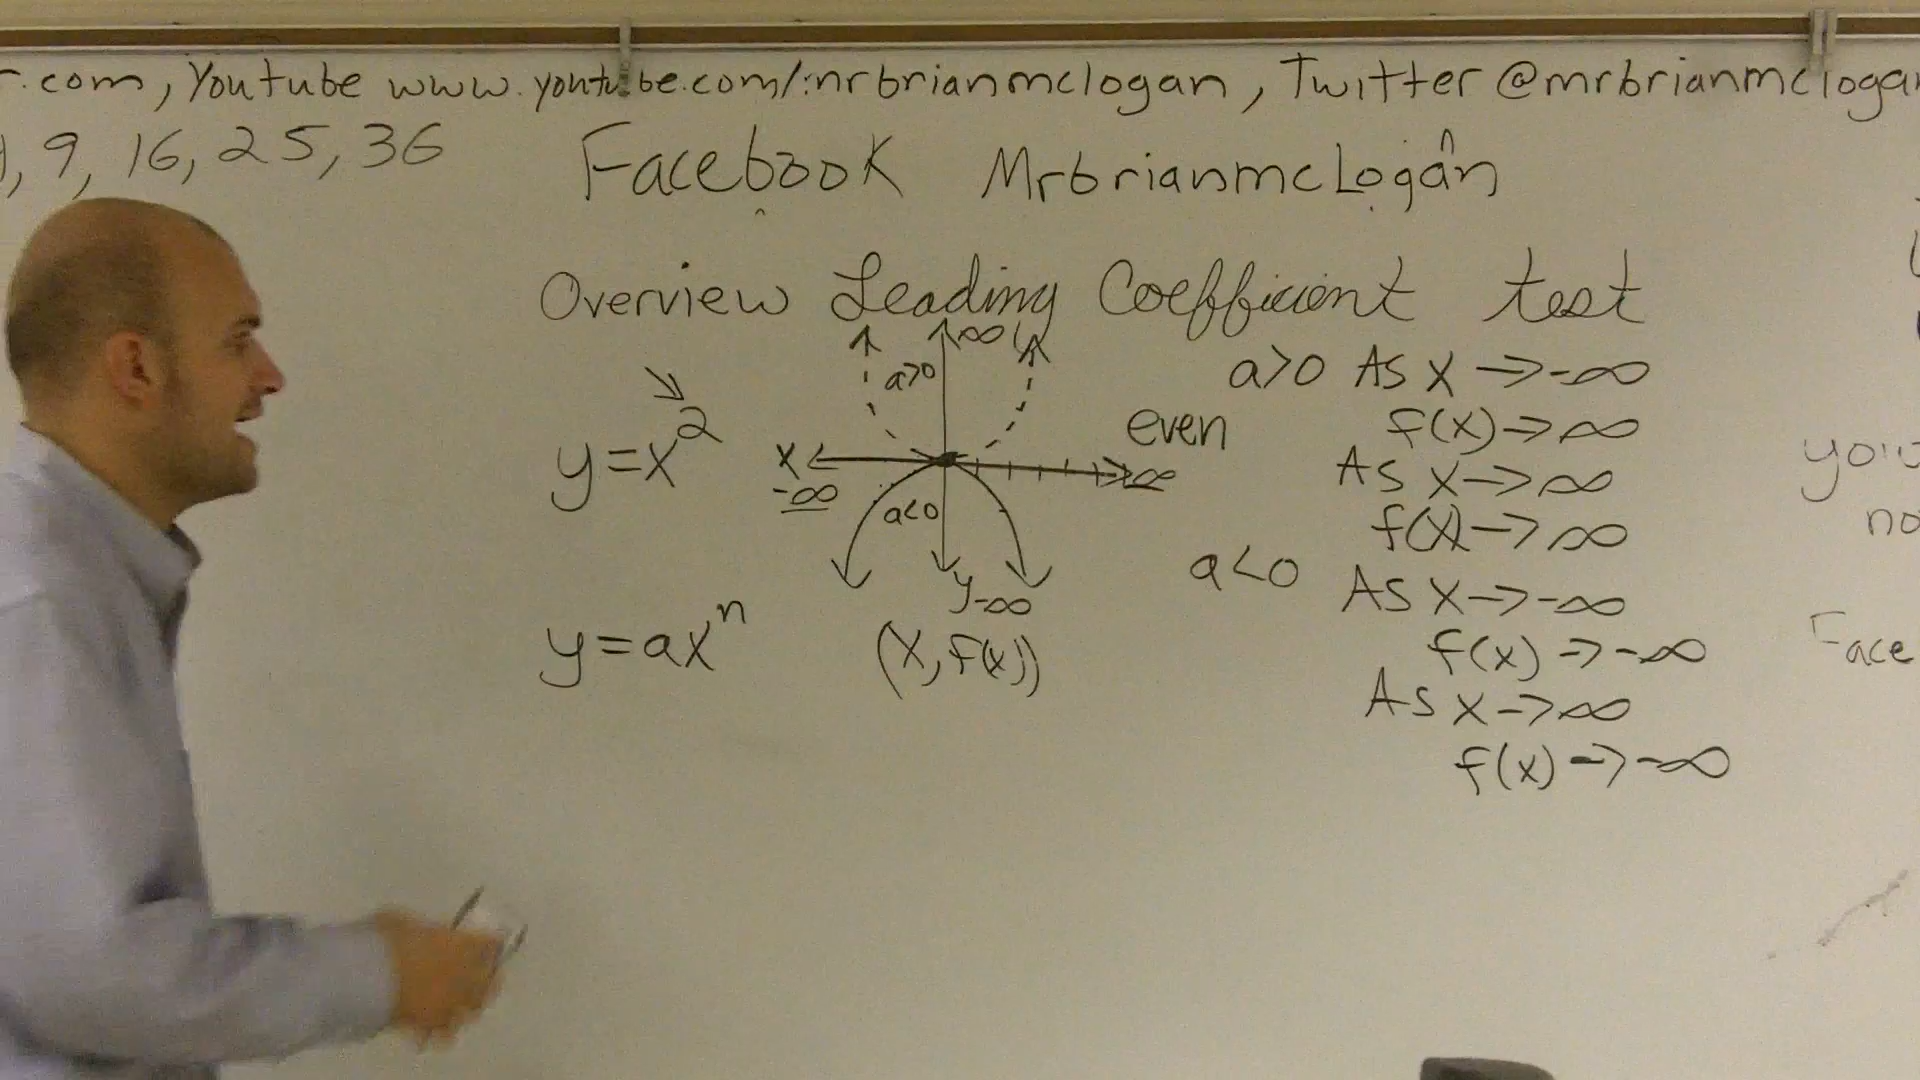 .com, YouTube www.youtube.com/mrbrianmclogan, Twitter @mrbrianmclogan
9, 16, 25, 36
Facebook Mrbrianmclogan
Overview Leading Coefficient test
∞
a>0
y=x²
x
-∞
even
∞
a<0
y
-∞
y=axⁿ
(x, f(x))
a>0 As x → -∞
f(x) → ∞
As x → ∞
f(x) → ∞
a<0 As x → -∞
f(x) → -∞
As x → ∞
f(x) → -∞
no
Face